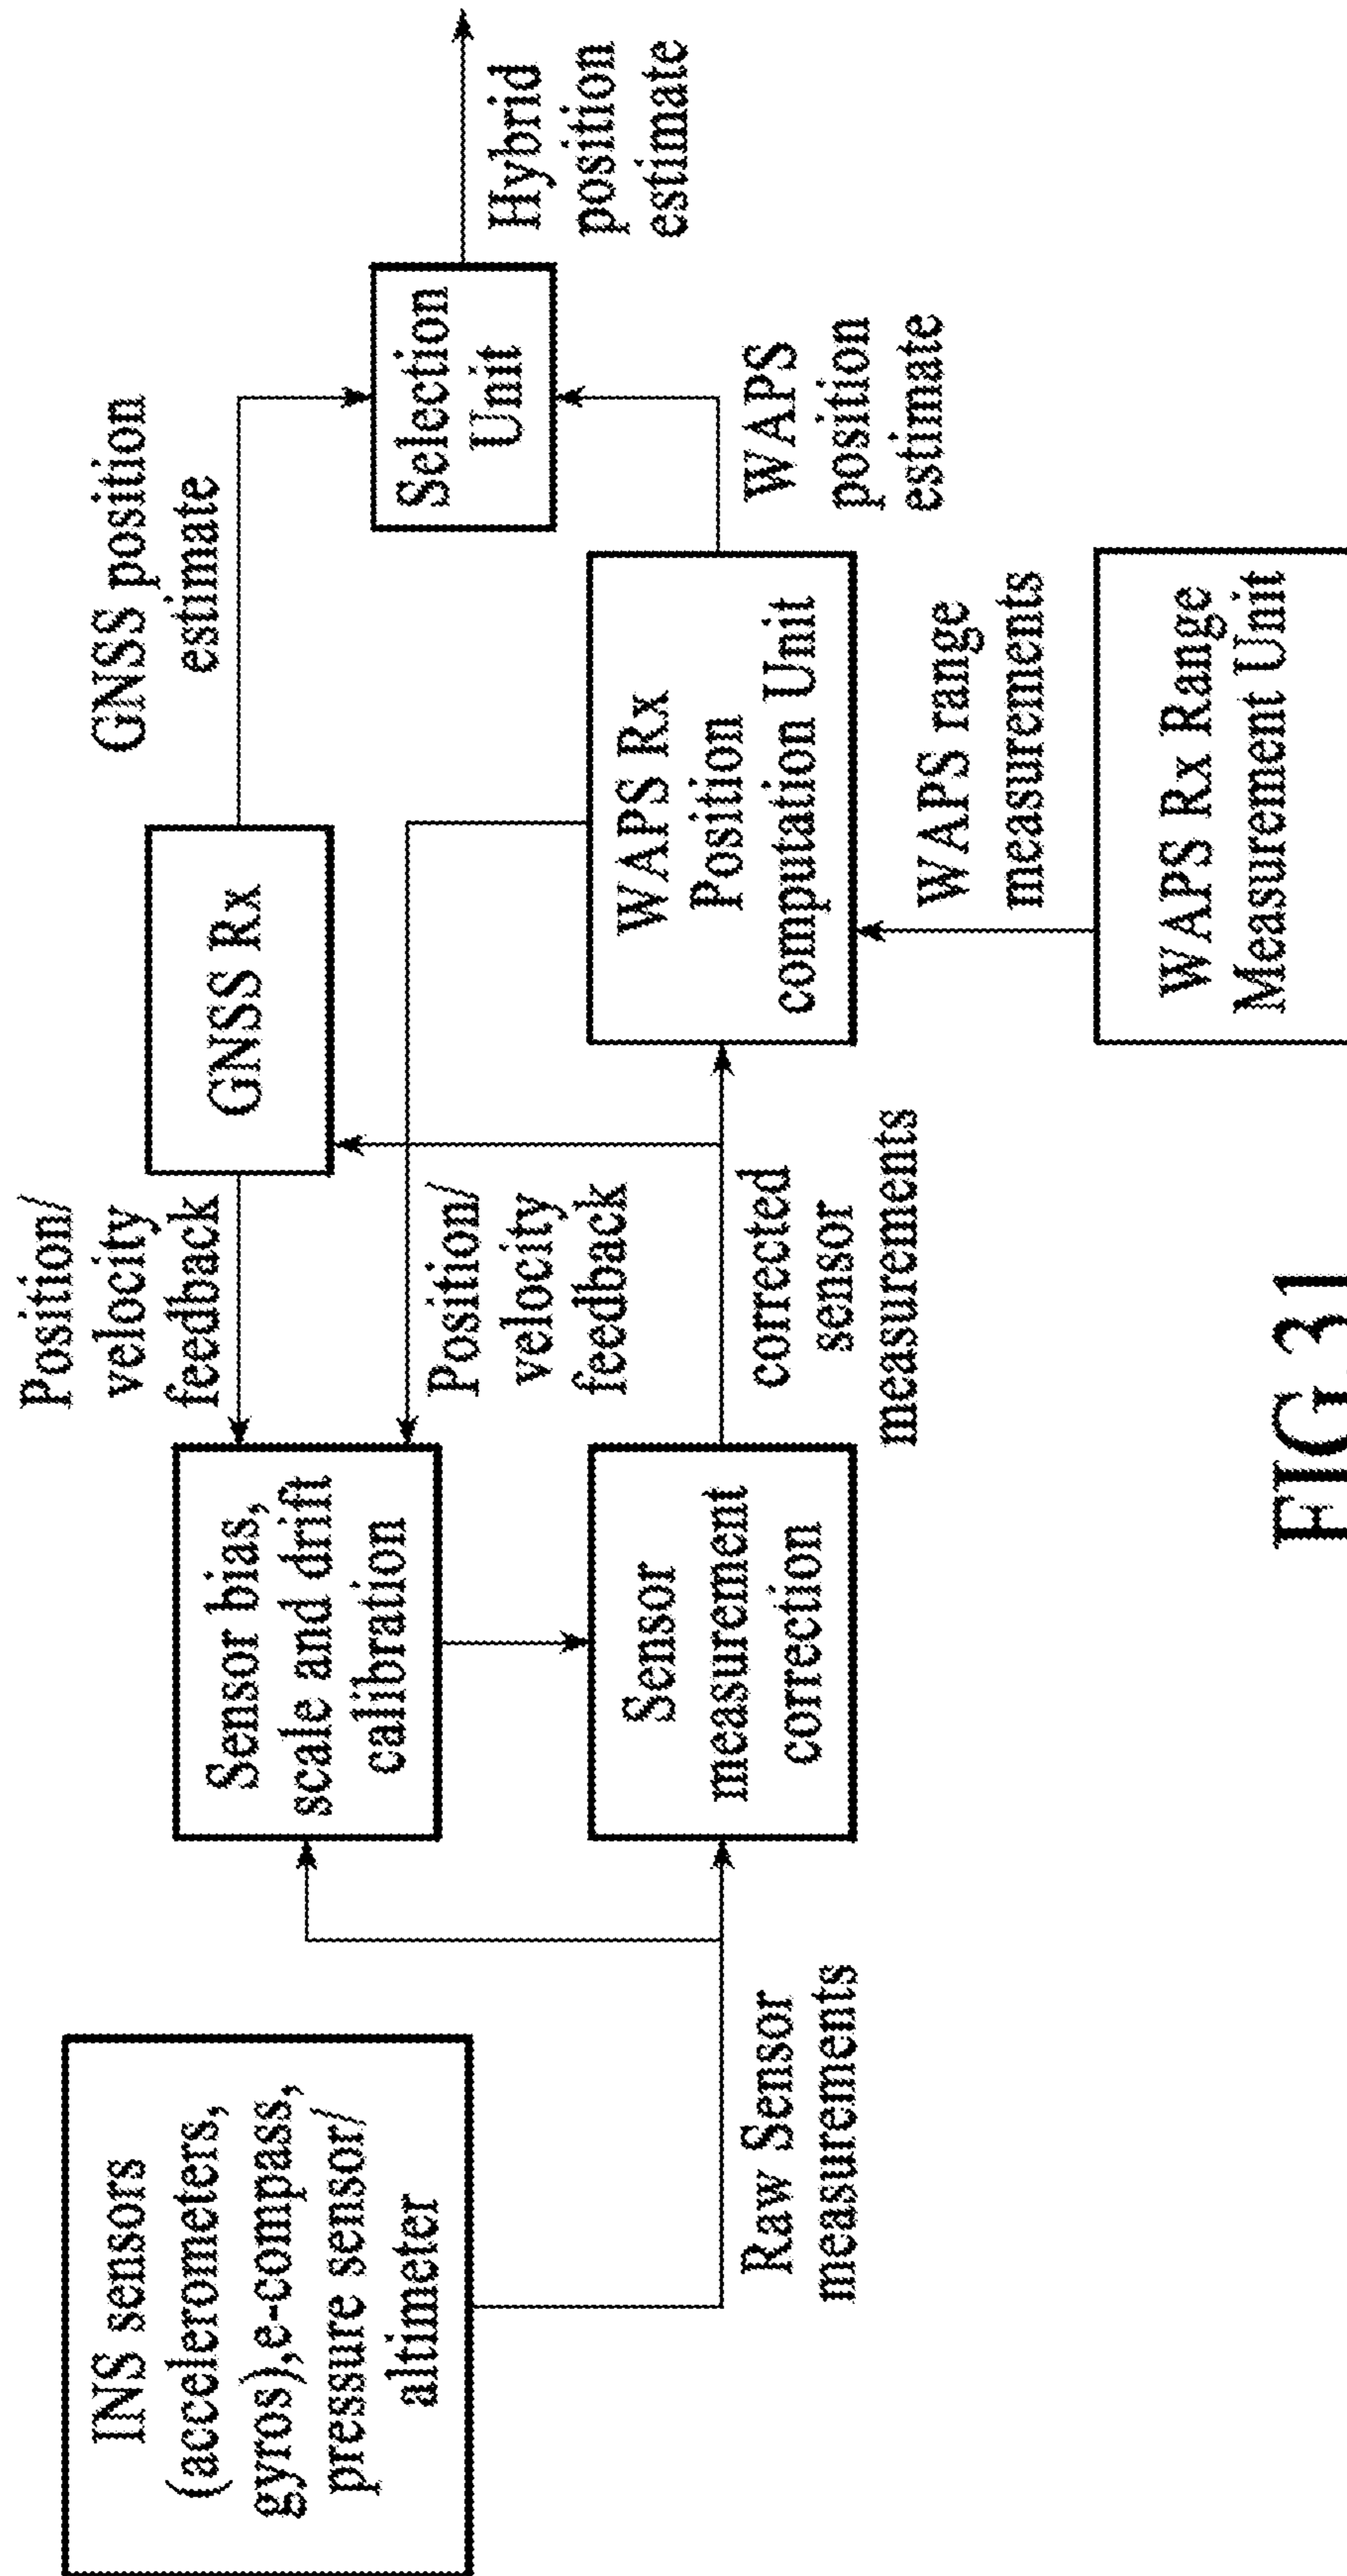 INS sensors
(accelerometers,
gyros),e-compass,
pressure sensor/
altimeter
Raw Sensor
measurements
Sensor bias,
scale and drift
calibration
Sensor
measurement
correction
Position/
velocity
feedback
Position/
velocity
feedback
corrected
sensor
measurements
GNSS Rx
GNSS position
estimate
WAPS Rx
Position
computation Unit
WAPS range
measurements
WAPS Rx Range
Measurement Unit
WAPS
position
estimate
Selection
Unit
Hybrid
position
estimate
FIG.31